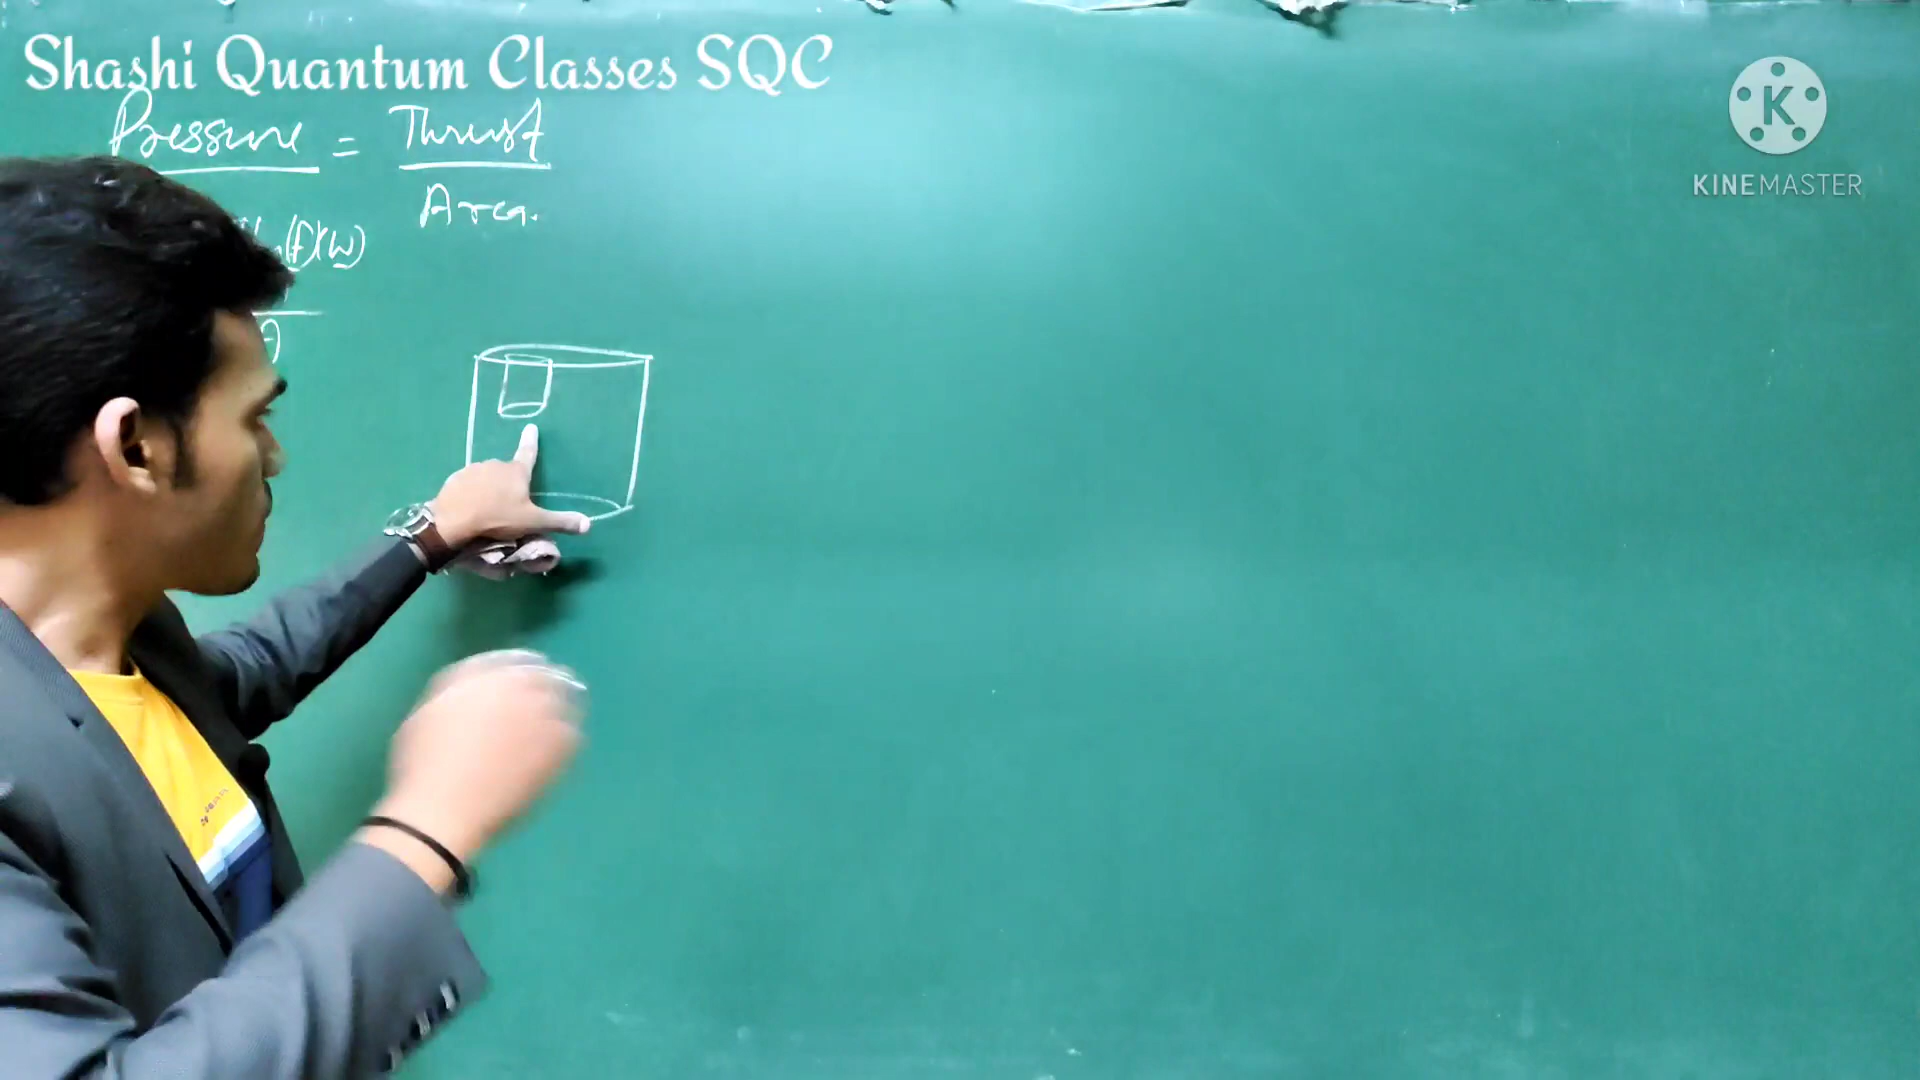 Shashi Quantum Classes SQC
Pressure = Thrust
Area.
(F)(W)
A
K
KINEMASTER